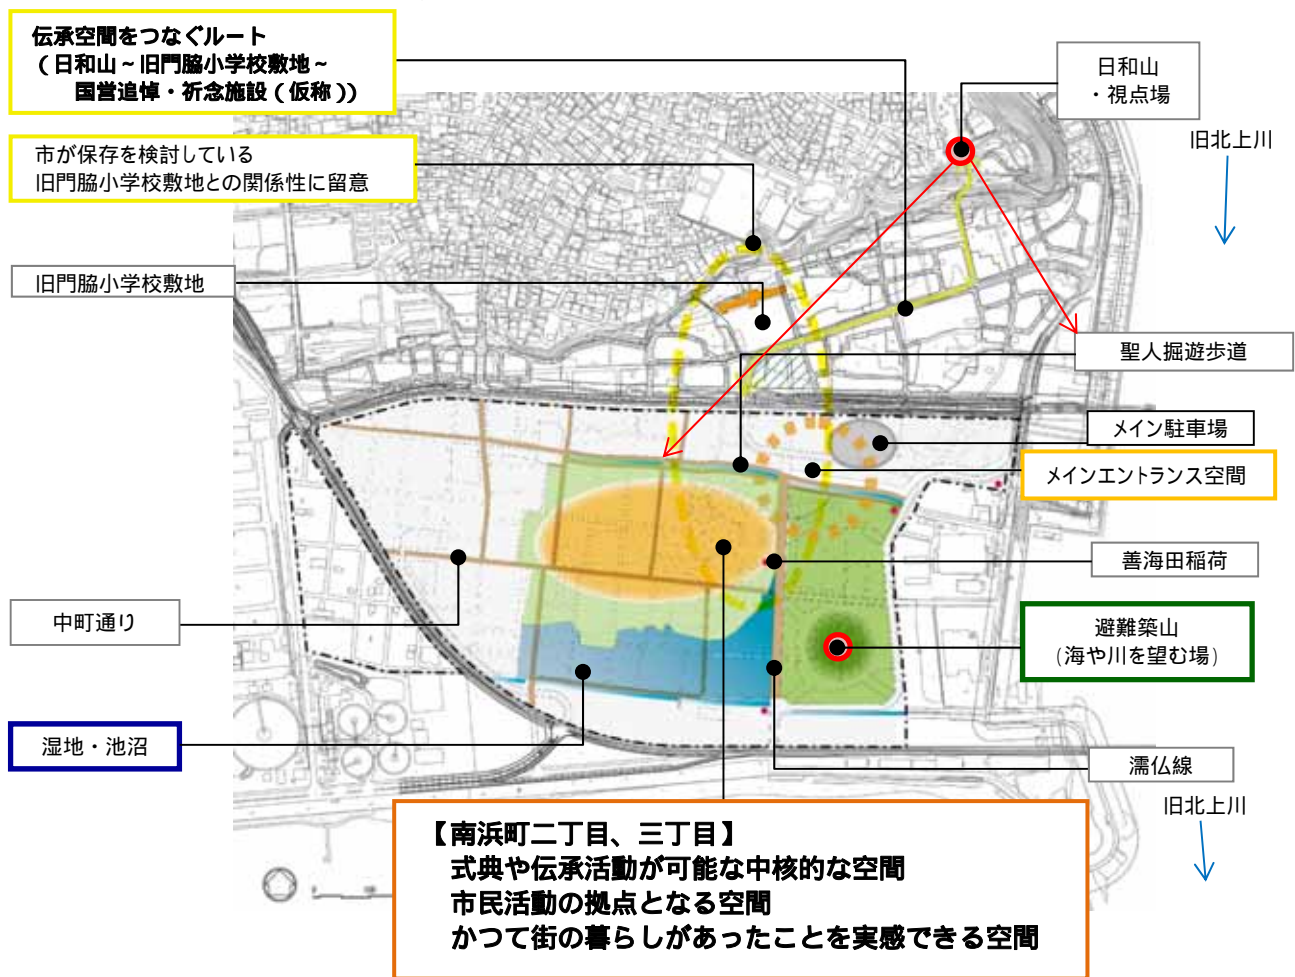 伝承空間をつなぐルート
（日和山～旧門脇小学校敷地～
国営追悼・祈念施設（仮称））
日和山
・視点場
旧北上川
市が保存を検討している
旧門脇小学校敷地との関係性に留意
旧門脇小学校敷地
聖人掘遊歩道
メイン駐車場
メインエントランス空間
善海田稲荷
中町通り
避難築山
(海や川を望む場)
湿地・池沼
濡仏線
旧北上川
【南浜町二丁目、三丁目】
式典や伝承活動が可能な中核的な空間
市民活動の拠点となる空間
かつて街の暮らしがあったことを実感できる空間